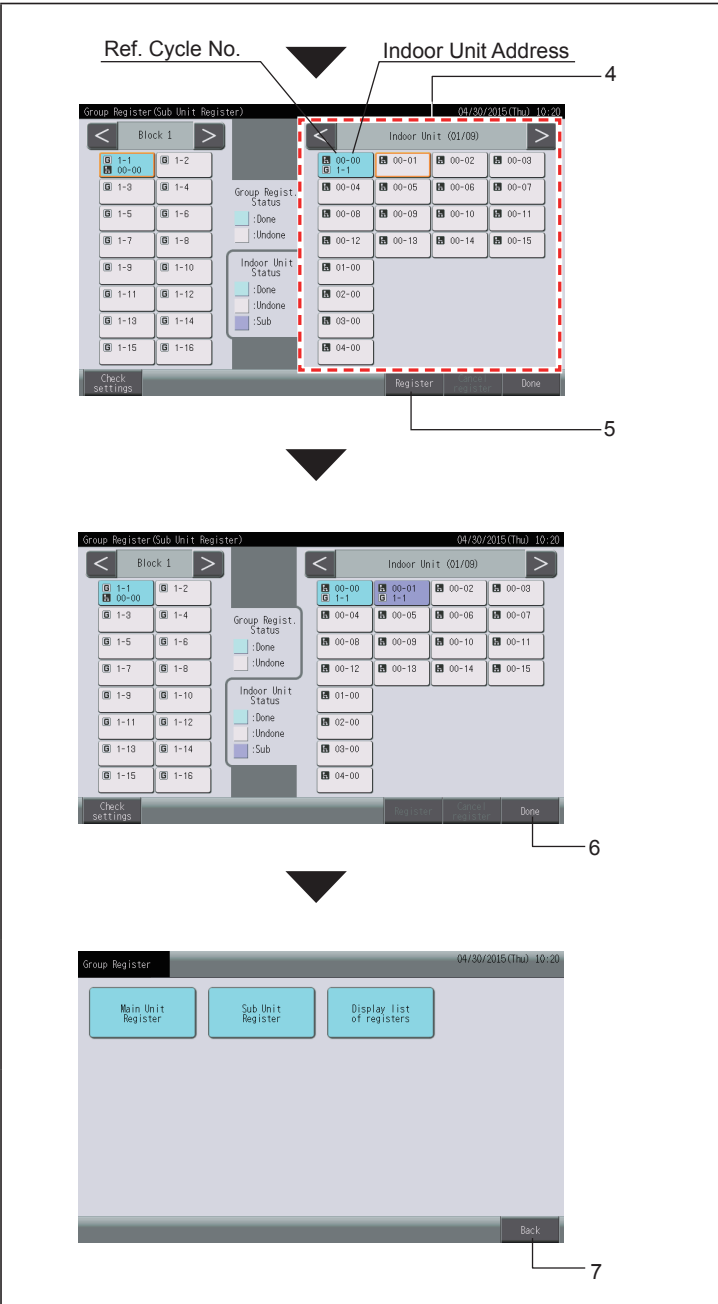 Ref. Cycle No.
Indoor Unit Address
4
Group Register(Sub Unit Register)
04/30/2015(Thu) 10:20
< Block 1 >
< Indoor Unit (01/09) >
G 1-1
00-00
G 1-2
G 1-3
G 1-4
G 1-5
G 1-6
G 1-7
G 1-8
G 1-9
G 1-10
G 1-11
G 1-12
G 1-13
G 1-14
G 1-15
G 1-16
Group Regist.
Status
:Done
:Undone
Indoor Unit
Status
:Done
:Undone
:Sub
00-00
G 1-1
00-01
00-02
00-03
00-04
00-05
00-06
00-07
00-08
00-09
00-10
00-11
00-12
00-13
00-14
00-15
01-00
02-00
03-00
04-00
Check
settings
Register
Cancel
register
Done
5
Group Register(Sub Unit Register)
04/30/2015(Thu) 10:20
< Block 1 >
< Indoor Unit (01/09) >
G 1-1
00-00
G 1-2
G 1-3
G 1-4
G 1-5
G 1-6
G 1-7
G 1-8
G 1-9
G 1-10
G 1-11
G 1-12
G 1-13
G 1-14
G 1-15
G 1-16
Group Regist.
Status
:Done
:Undone
Indoor Unit
Status
:Done
:Undone
:Sub
00-00
G 1-1
00-01
G 1-1
00-02
00-03
00-04
00-05
00-06
00-07
00-08
00-09
00-10
00-11
00-12
00-13
00-14
00-15
01-00
02-00
03-00
04-00
Check
settings
Register
Cancel
register
Done
6
Group Register
04/30/2015(Thu) 10:20
Main Unit
Register
Sub Unit
Register
Display list
of registers
Back
7